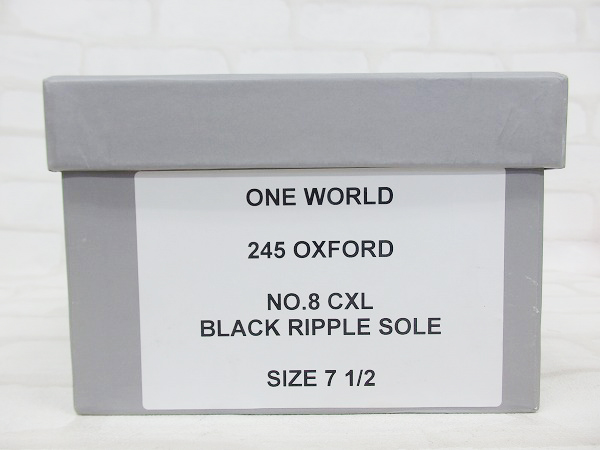 ONE WORLD
245 OXFORD
NO.8 CXL
BLACK RIPPLE SOLE
SIZE 7 1/2